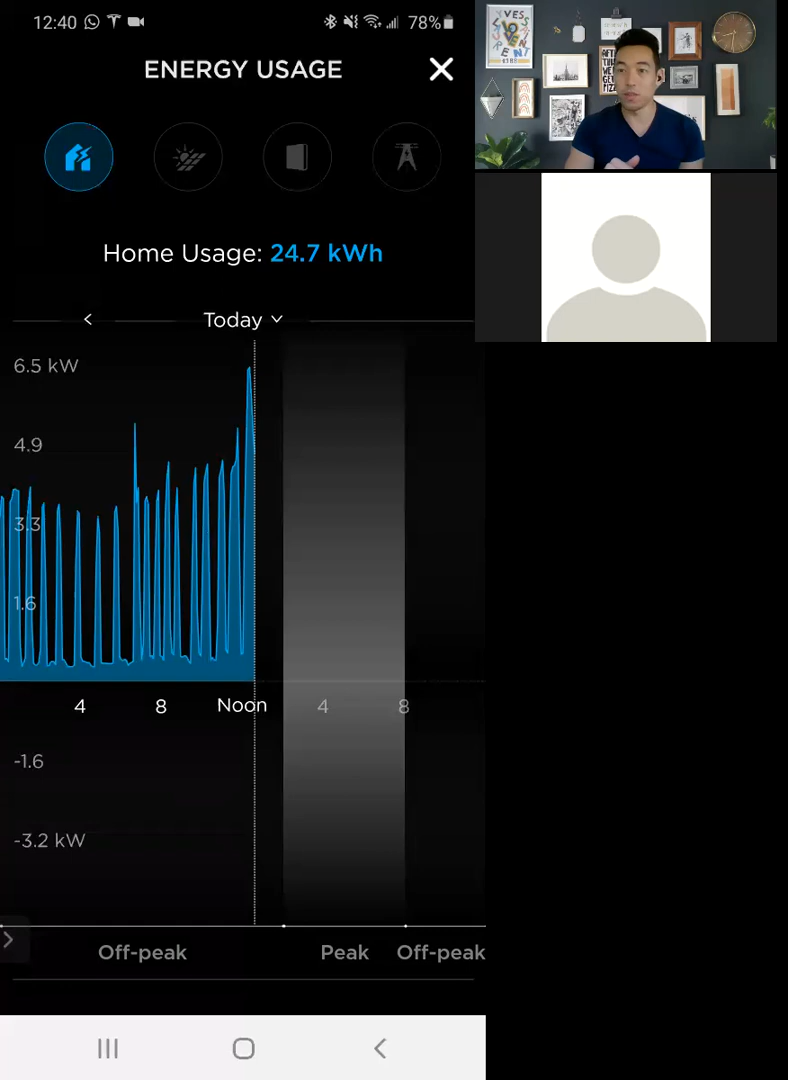 12:40
78%
ENERGY USAGE
Home Usage: 24.7 kWh
Today
6.5 kW
4.9
3.3
1.6
4 8 Noon 4 8
-1.6
-3.2 kW
Off-peak Peak Off-peak